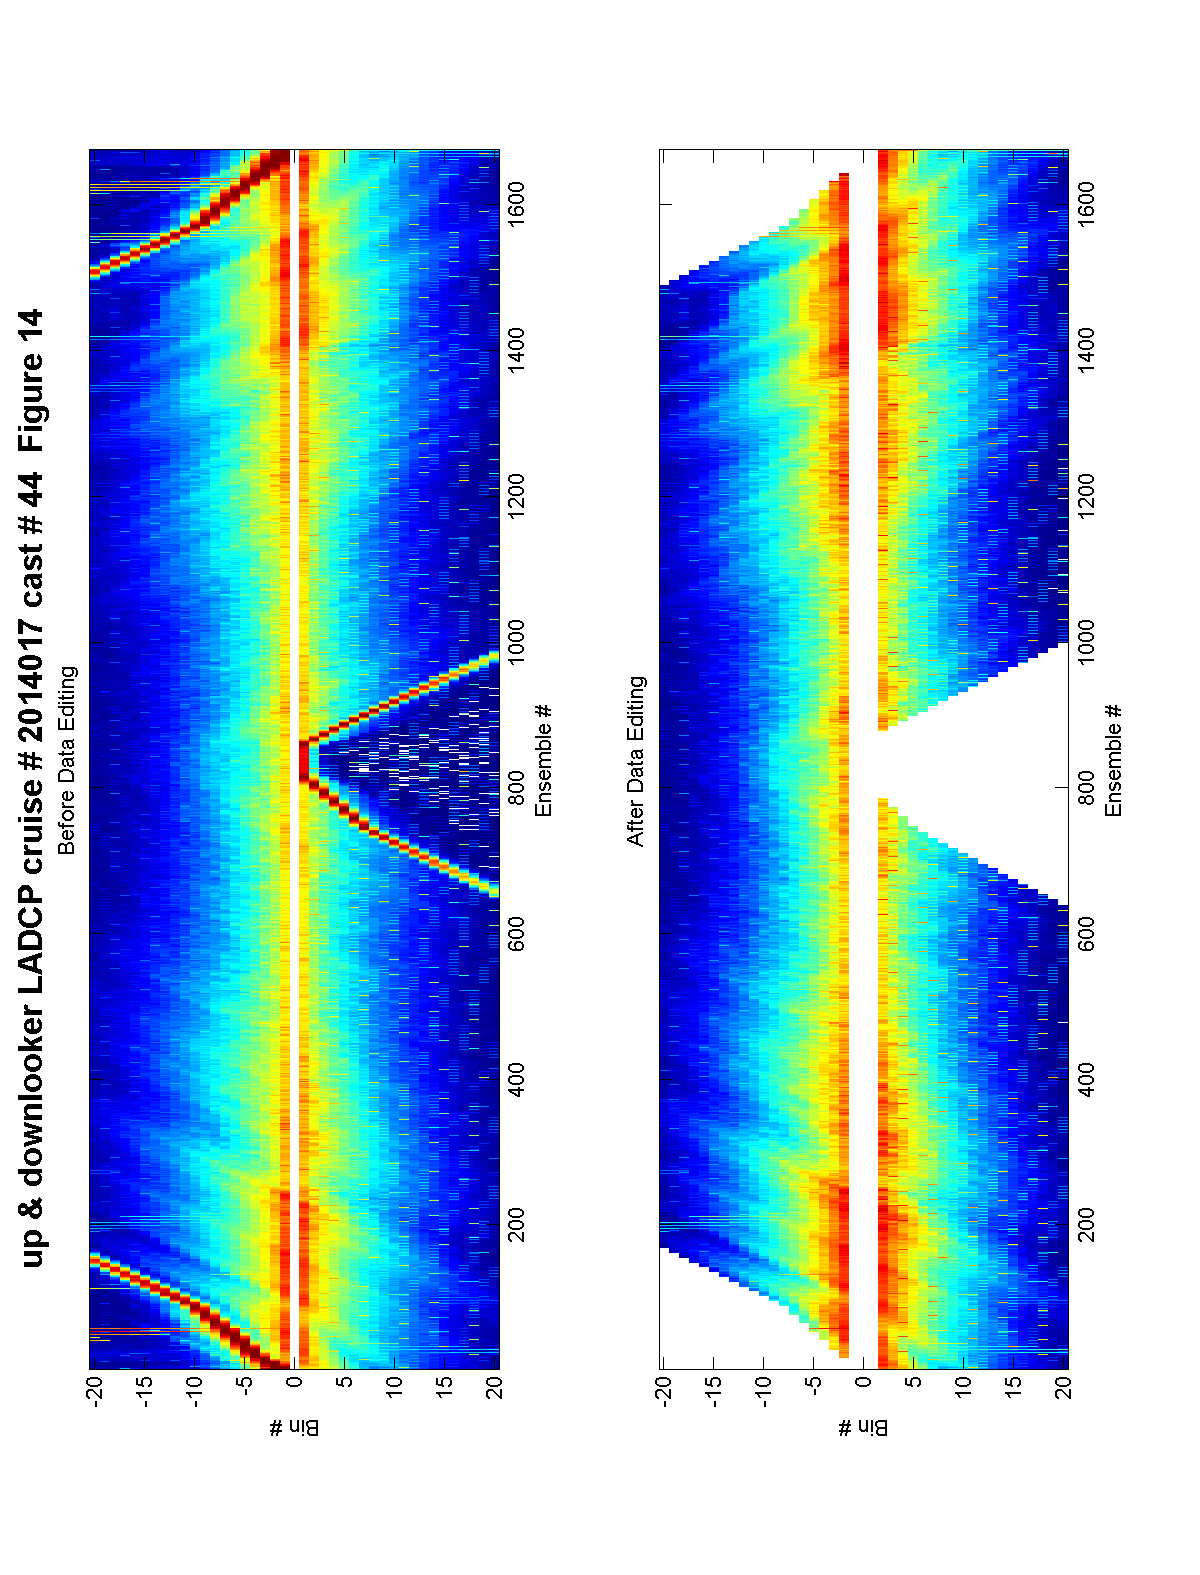 up & downlooker LADCP cruise # 2014017 cast # 44 Figure 14
Before Data Editing
Bin #
-20
-15
-10
-5
0
5
10
15
20
200 400 600 800 1000 1200 1400 1600
Ensemble #
After Data Editing
Bin #
-20
-15
-10
-5
0
5
10
15
20
200 400 600 800 1000 1200 1400 1600
Ensemble #